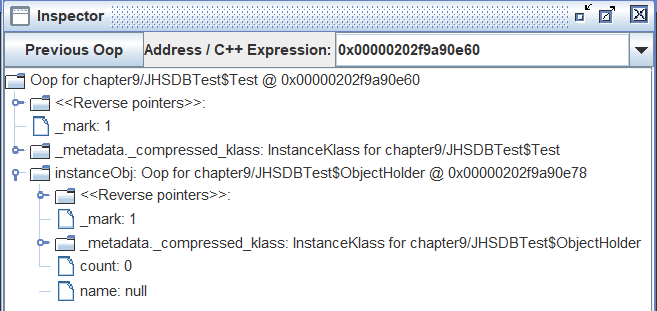 Inspector
Previous Oop Address / C++ Expression: 0x00000202f9a90e60
Oop for chapter9/JHSDBTest$Test @ 0x00000202f9a90e60
<<Reverse pointers>>:
_mark: 1
_metadata._compressed_klass: InstanceKlass for chapter9/JHSDBTest$Test
instanceObj: Oop for chapter9/JHSDBTest$ObjectHolder @ 0x00000202f9a90e78
<<Reverse pointers>>:
_mark: 1
_metadata._compressed_klass: InstanceKlass for chapter9/JHSDBTest$ObjectHolder
count: 0
name: null